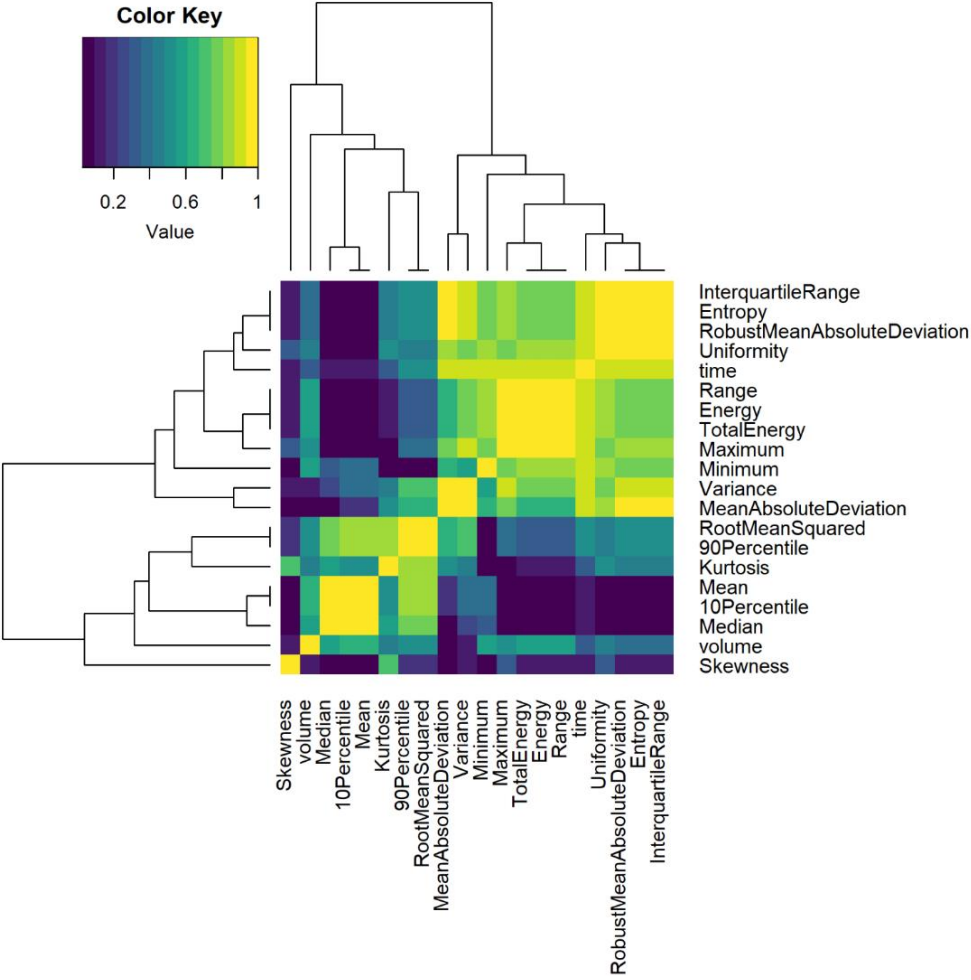 Color Key
0.2 0.6 1
Value
InterquartileRange
Entropy
RobustMeanAbsoluteDeviation
Uniformity
time
Range
Energy
TotalEnergy
Maximum
Minimum
Variance
MeanAbsoluteDeviation
RootMeanSquared
90Percentile
Kurtosis
Mean
10Percentile
Median
volume
Skewness
Skewness
volume
Median
10Percentile
Mean
Kurtosis
90Percentile
RootMeanSquared
MeanAbsoluteDeviation
Variance
Minimum
Maximum
TotalEnergy
Energy
Range
time
Uniformity
RobustMeanAbsoluteDeviation
Entropy
InterquartileRange